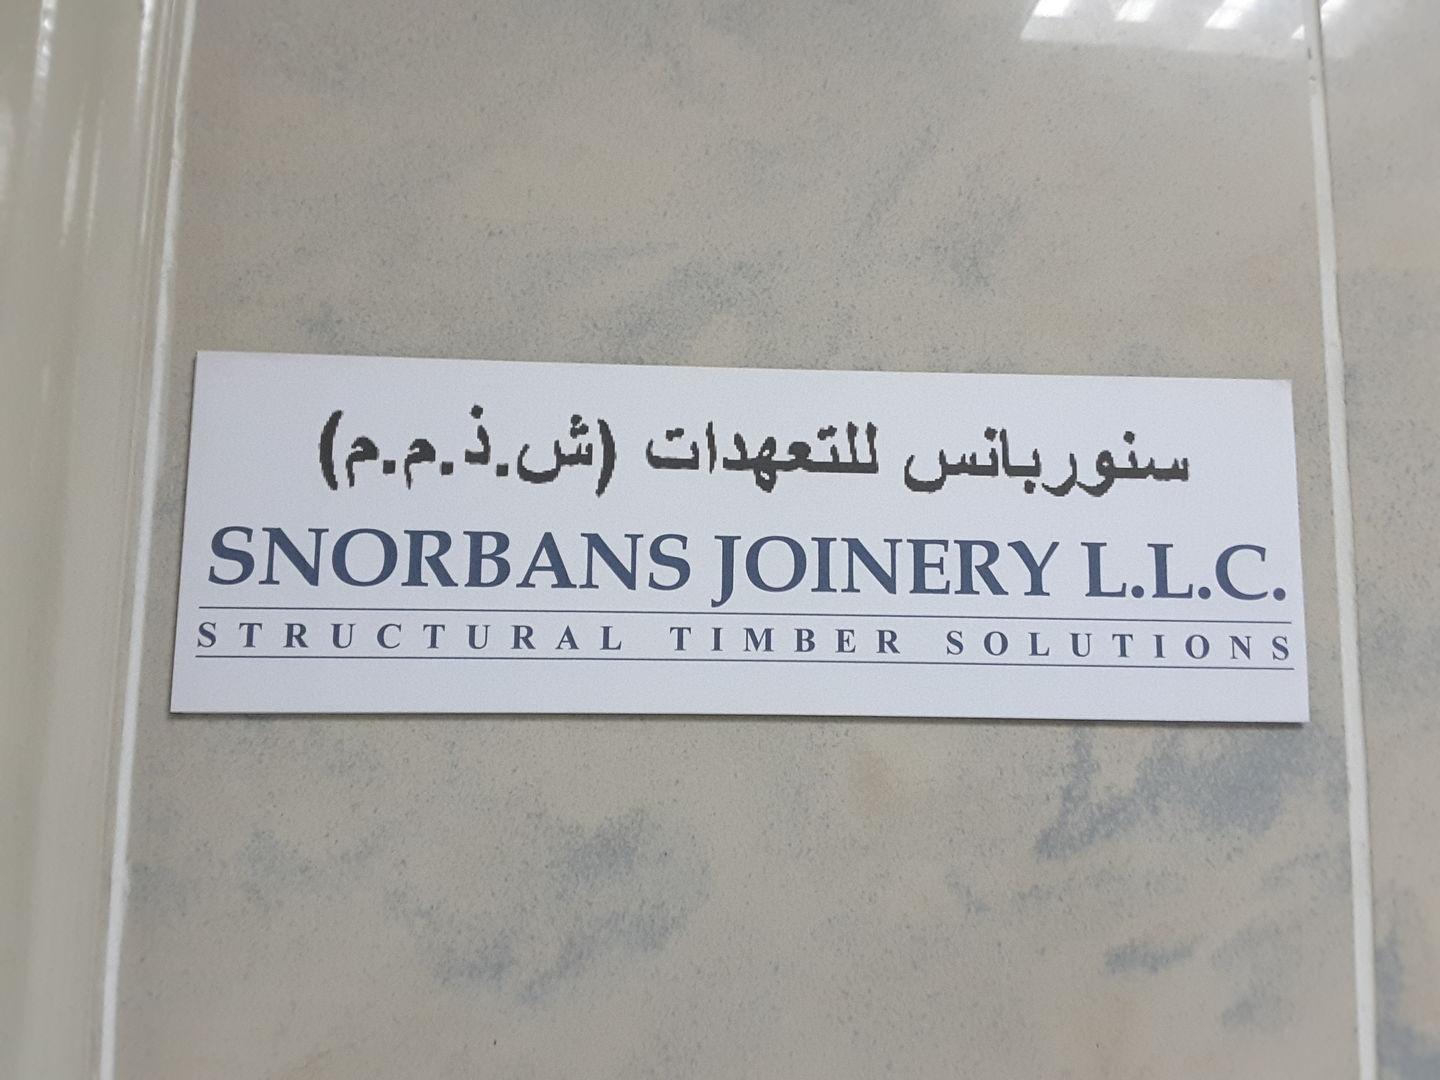 سنوربانس للتعهدات (ش.ذ.م.م)
SNORBANS JOINERY L.L.C.
STRUCTURAL TIMBER SOLUTIONS